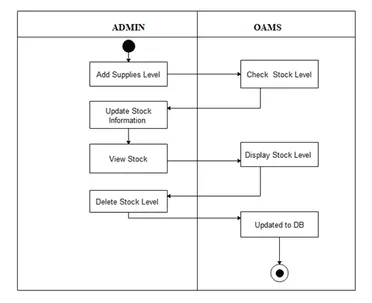 ADMIN
OAMS
Add Supplies Level
Check Stock Level
Update Stock
Information
View Stock
Display Stock Level
Delete Stock Level
Updated to DB